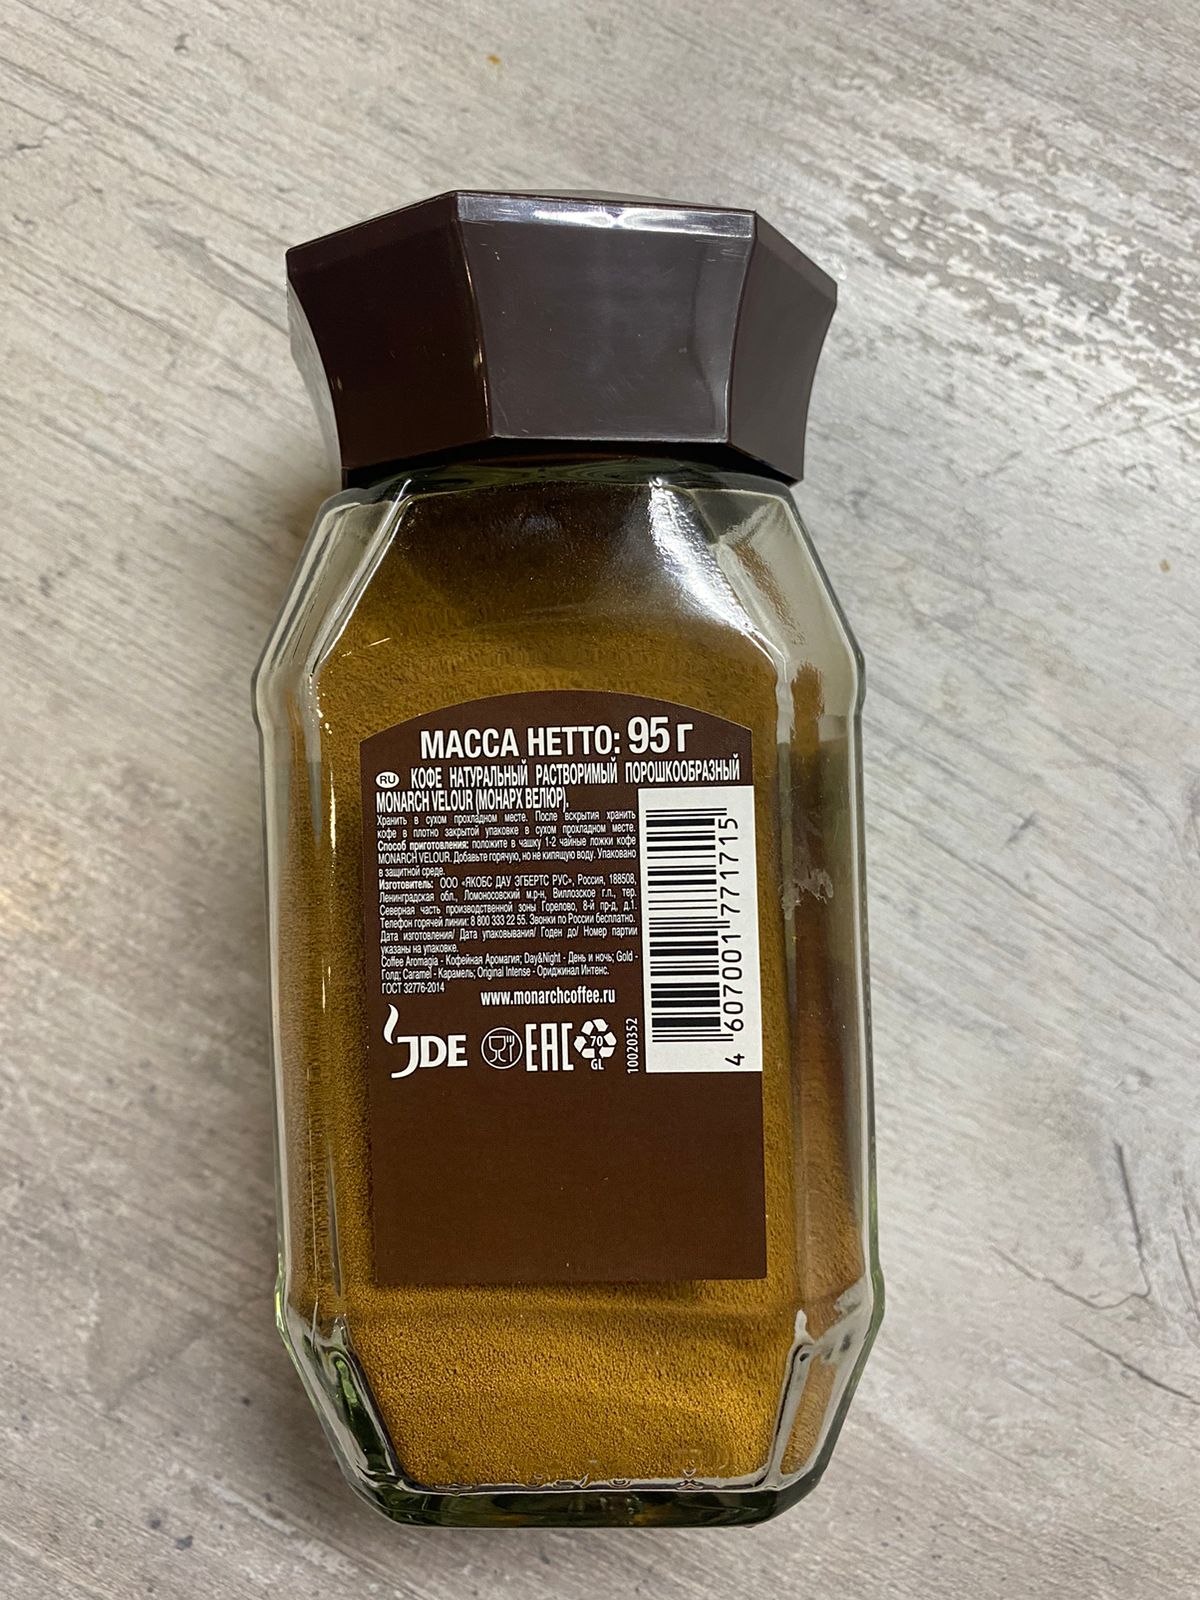 МАССА НЕТТО: 95 г
RU КОФЕ НАТУРАЛЬНЫЙ РАСТВОРИМЫЙ ПОРОШКООБРАЗНЫЙ
MONARCH VELOUR (МОНАРХ ВЕЛЮР).
Хранить в сухом прохладном месте. После вскрытия хранить
кофе в плотно закрытой упаковке в сухом прохладном месте.
Способ приготовления: положите в чашку 1-2 чайные ложки кофе
MONARCH VELOUR. Добавьте горячую, но не кипящую воду. Упаковано
в защитной среде.
Изготовитель: ООО «ЯКОБС ДАУ ЭГБЕРТС РУС», Россия, 188508,
Ленинградская обл., Ломоносовский м.р-н, Виллозское г.п., тер.
Северная часть производственной зоны Горелово, 8-й пр-д, д.1.
Телефон горячей линии: 8 800 333 22 55. Звонки по России бесплатно.
Дата изготовления/ Дата упаковывания/ Годен до/ Номер партии
указаны на упаковке.
Coffee Aromagia - Кофейная Аромагия; Day&Night - День и ночь; Gold -
Голд; Caramel - Карамель; Original Intense - Ориджинал Интенс.
ГОСТ 32776-2014
www.monarchcoffee.ru
JDE EAC 70
GL
10020352
4 607001 771715